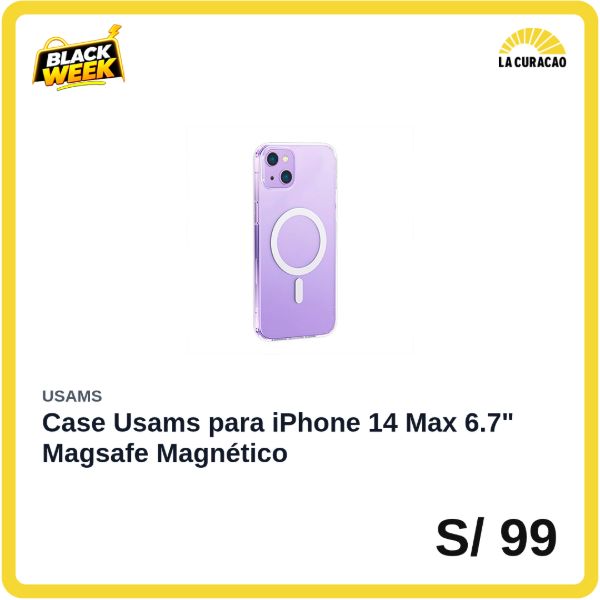 BLACK
WEEK
LA CURACAO
USAMS
Case Usams para iPhone 14 Max 6.7"
Magsafe Magnético
S/ 99